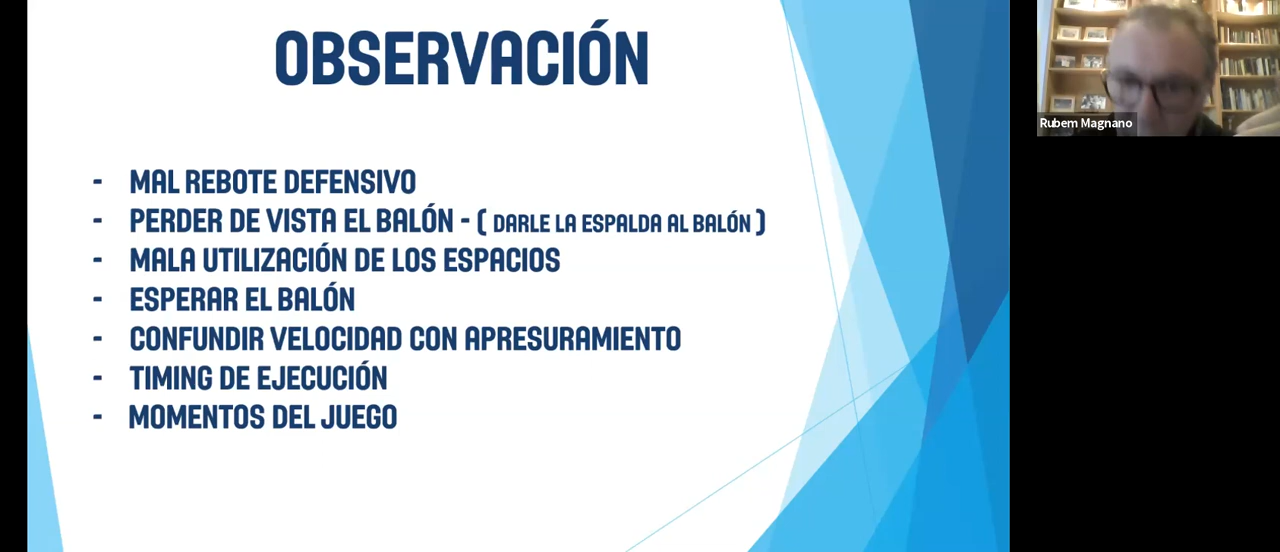 OBSERVACIÓN
- MAL REBOTE DEFENSIVO
- PERDER DE VISTA EL BALÓN - ( DARLE LA ESPALDA AL BALÓN )
- MALA UTILIZACIÓN DE LOS ESPACIOS
- ESPERAR EL BALÓN
- CONFUNDIR VELOCIDAD CON APRESURAMIENTO
- TIMING DE EJECUCIÓN
- MOMENTOS DEL JUEGO
Rubem Magnano